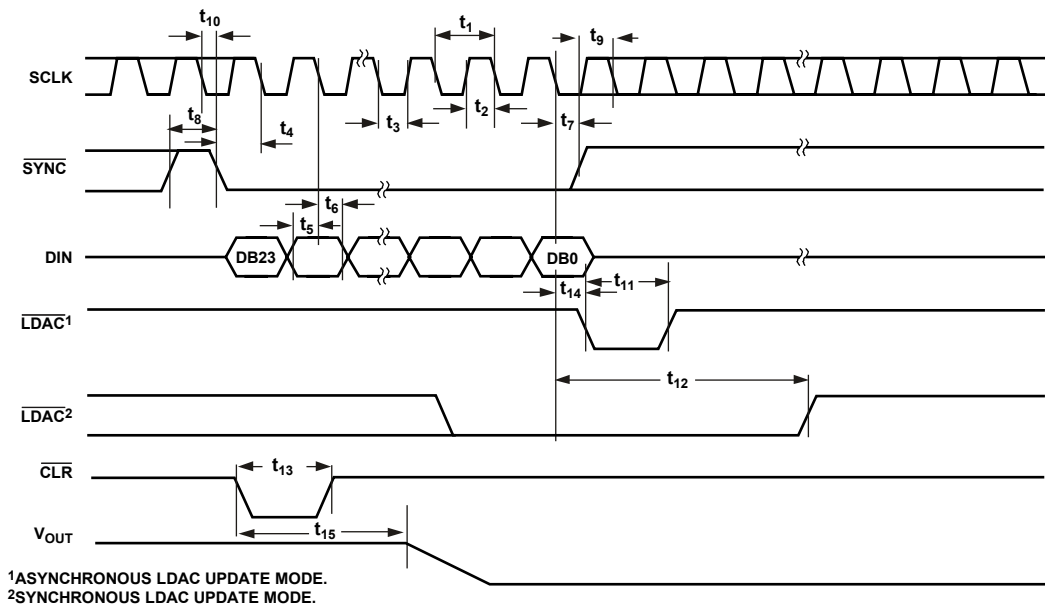 t10
t1
t9
SCLK
t8
t4
t3
t2
t7
SYNC
t5
t6
DIN
DB23
DB0
t14
t11
LDAC1
t12
LDAC2
CLR
t13
VOUT
t15
1ASYNCHRONOUS LDAC UPDATE MODE.
2SYNCHRONOUS LDAC UPDATE MODE.